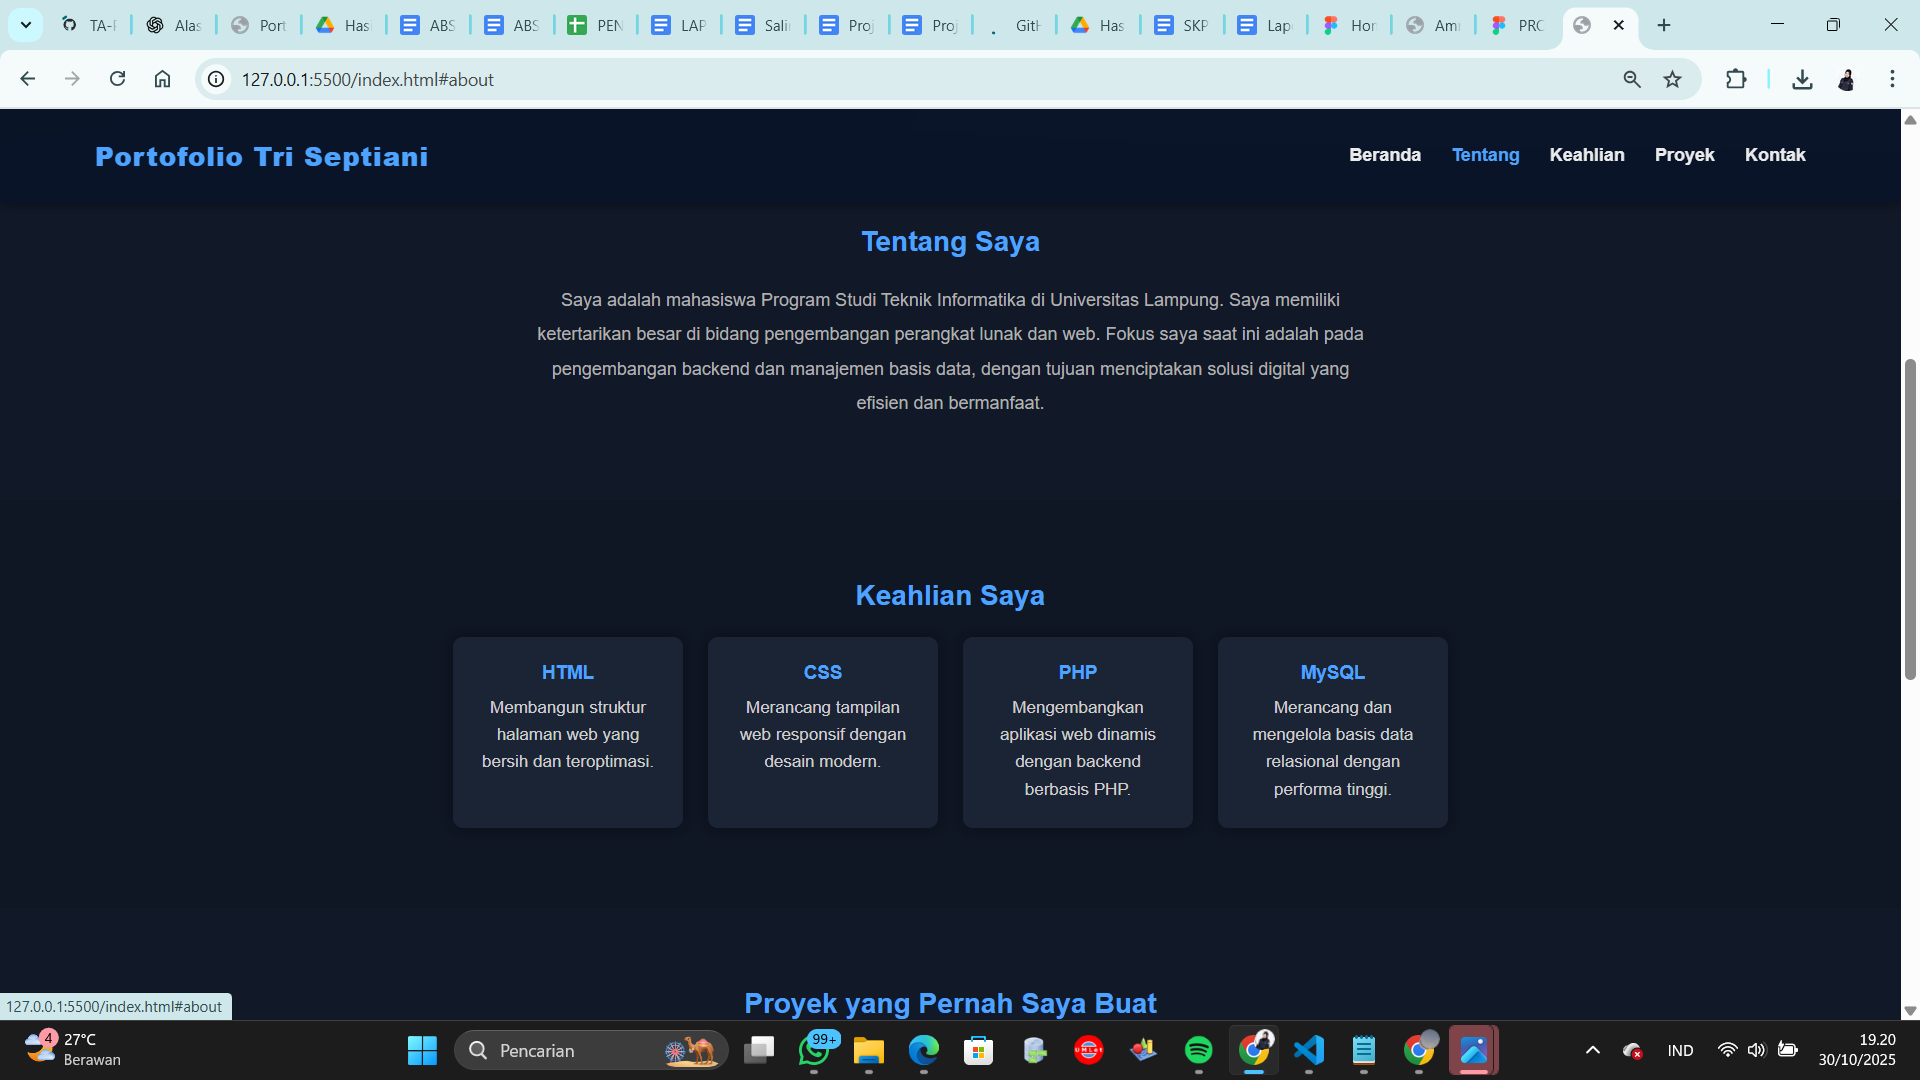 TA-
Alas
Port
Has
ABS
ABS
PEN
LAP
Sali
Proj
Proj
GitH
Has
SKP
Lap
Hor
Am
PRO
127.0.0.1:5500/index.html#about
Portofolio Tri Septiani
Beranda Tentang Keahlian Proyek Kontak
Tentang Saya
Saya adalah mahasiswa Program Studi Teknik Informatika di Universitas Lampung. Saya memiliki
ketertarikan besar di bidang pengembangan perangkat lunak dan web. Fokus saya saat ini adalah pada
pengembangan backend dan manajemen basis data, dengan tujuan menciptakan solusi digital yang
efisien dan bermanfaat.
Keahlian Saya
HTML
Membangun struktur
halaman web yang
bersih dan teroptimasi.
CSS
Merancang tampilan
web responsif dengan
desain modern.
PHP
Mengembangkan
aplikasi web dinamis
dengan backend
berbasis PHP.
MySQL
Merancang dan
mengelola basis data
relasional dengan
performa tinggi.
Proyek yang Pernah Saya Buat
127.0.0.1:5500/index.html#about
4
27°C
Berawan
Pencarian
99+
UMLet
IND
19.20
30/10/2025